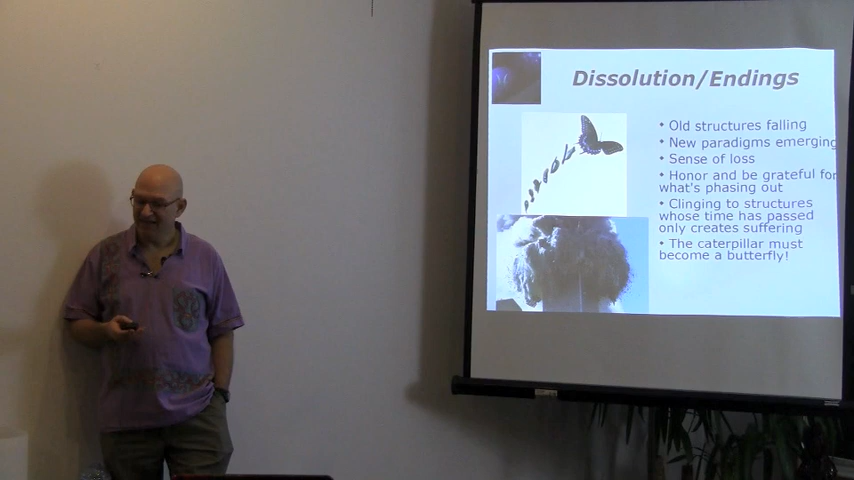 Dissolution/Endings
• Old structures falling
• New paradigms emerging
• Sense of loss
• Honor and be grateful for
what's phasing out
• Clinging to structures
whose time has passed
only creates suffering
• The caterpillar must
become a butterfly!